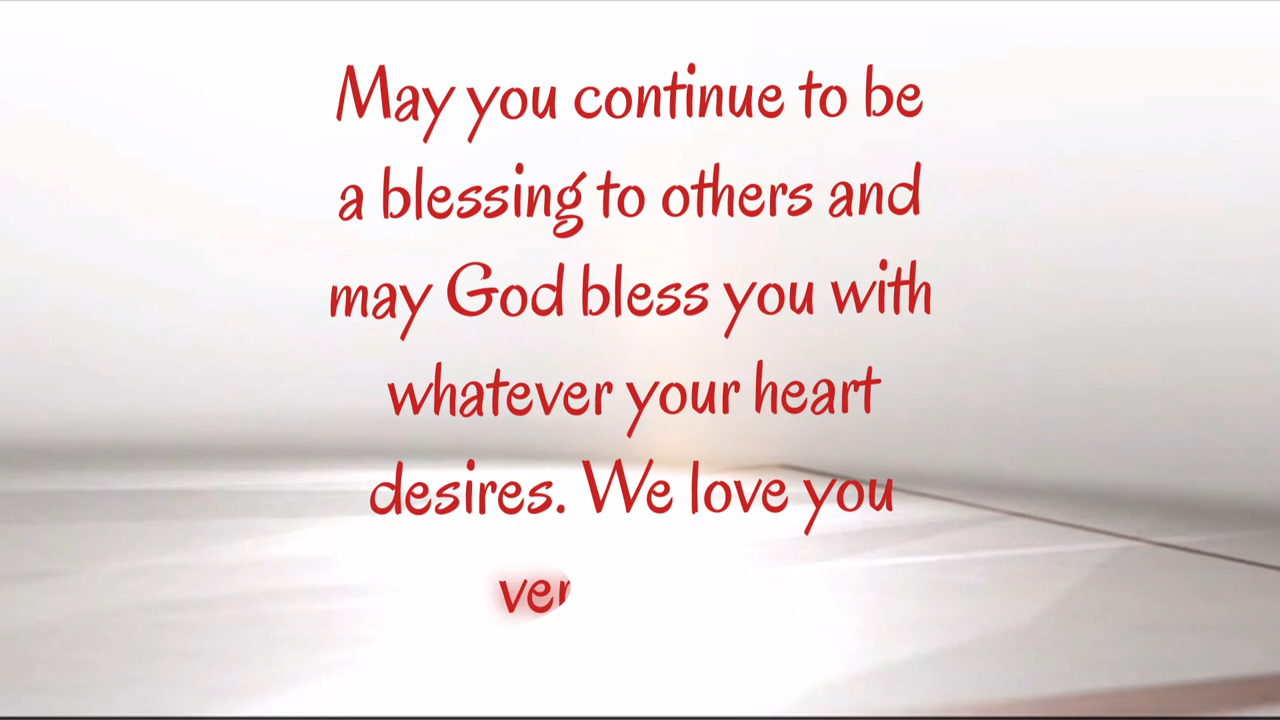 May you continue to be
a blessing to others and
may God bless you with
whatever your heart
desires. We love you
ver